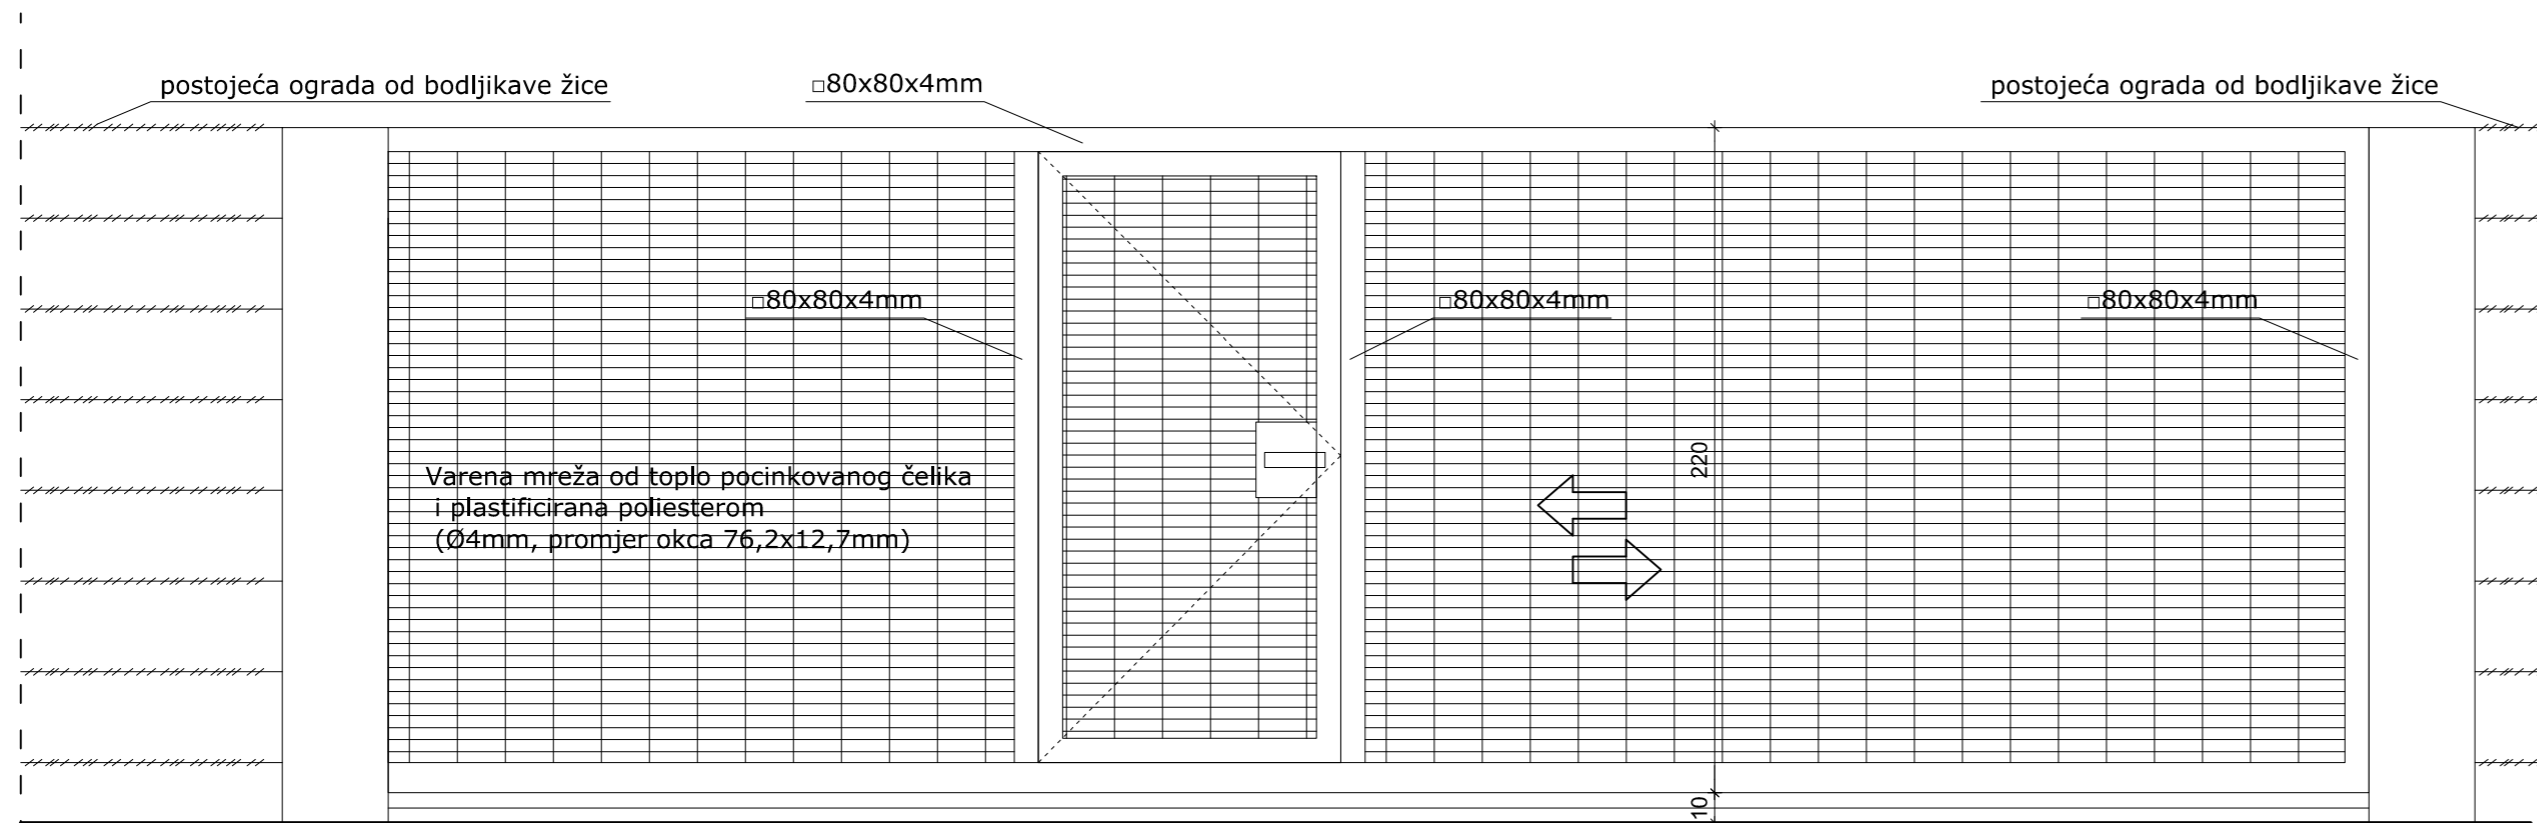 postojeća ograda od bodljikave žice
□80x80x4mm
postojeća ograda od bodljikave žice
□80x80x4mm
□80x80x4mm
□80x80x4mm
220
Varena mreža od toplo pocinkovanog čelika
i plastificirana poliesterom
(Ø4mm, promjer okca 76,2x12,7mm)
10